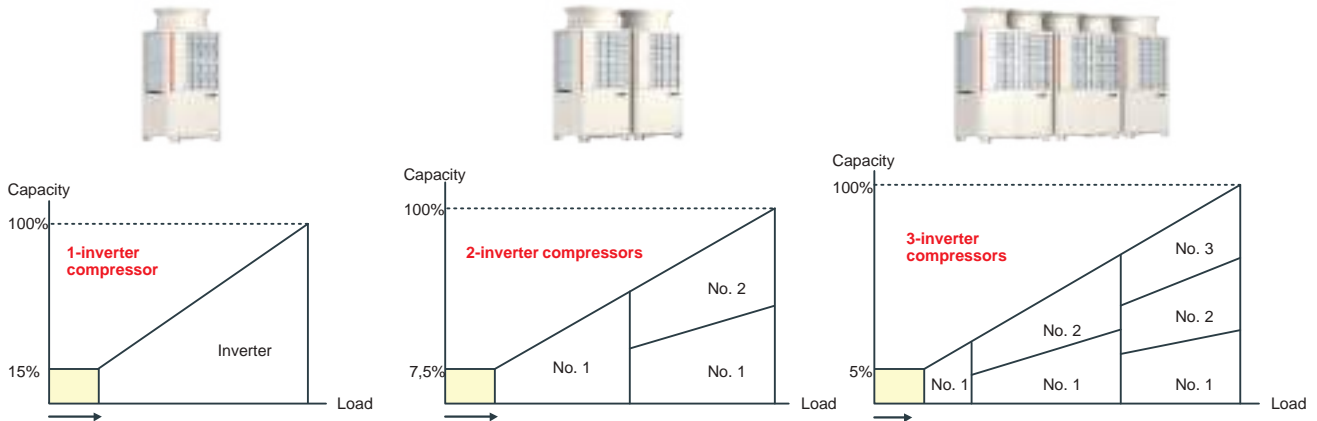 Capacity
100%
1-inverter
compressor
Inverter
15%
Load
Capacity
100%
2-inverter compressors
No. 2
No. 1
7,5%
No. 1
Load
Capacity
100%
3-inverter
compressors
No. 3
No. 2
No. 2
5%
No. 1
No. 1
No. 1
Load